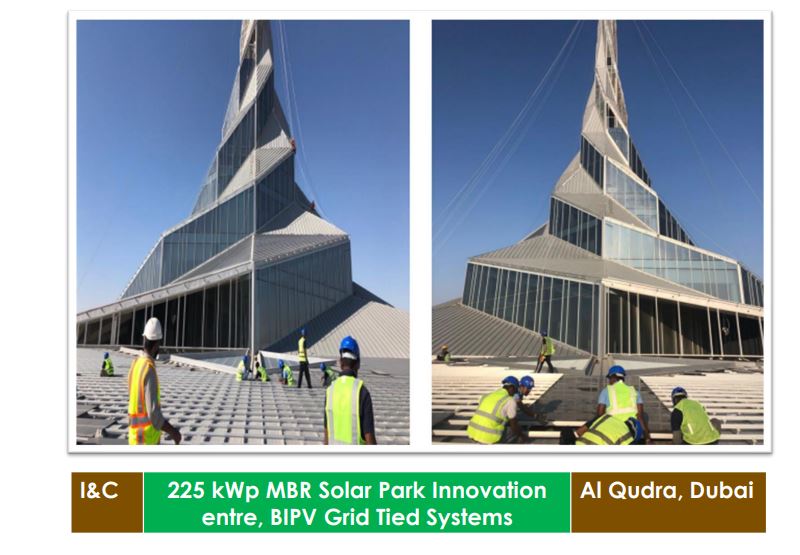 I&C
225 kWp MBR Solar Park Innovation
entre, BIPV Grid Tied Systems
Al Qudra, Dubai